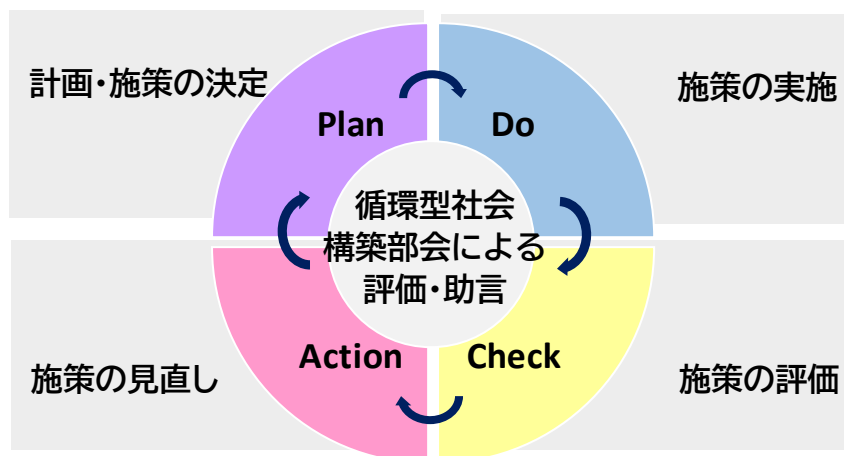 計画・施策の決定
施策の実施
Plan
Do
循環型社会
構築部会による
評価・助言
Action
Check
施策の見直し
施策の評価